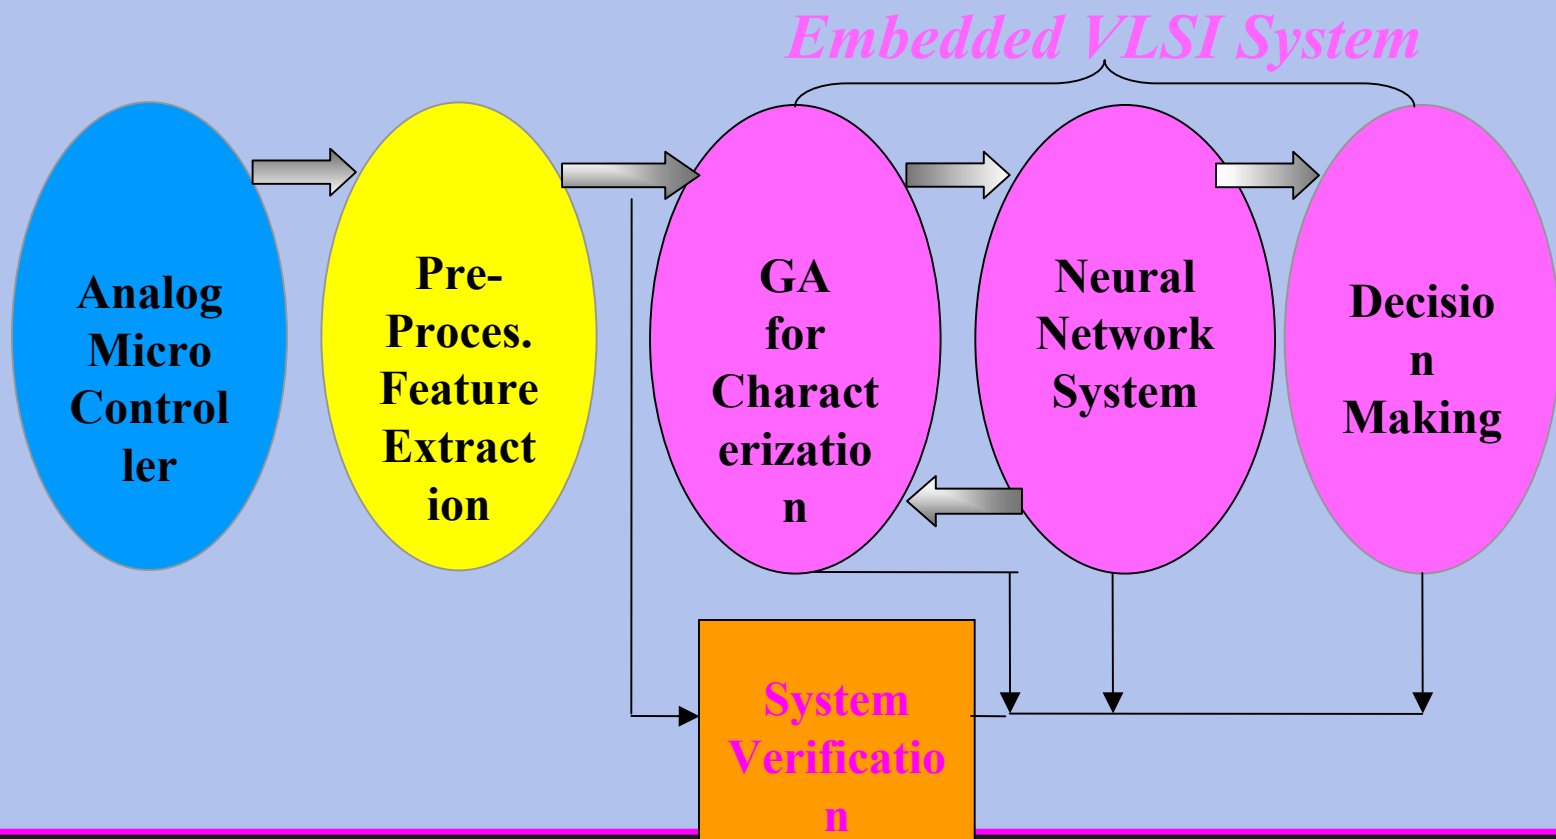 Embedded VLSI System
Analog
Micro
Control
ler
Pre-
Proces.
Feature
Extract
ion
GA
for
Charact
erizatio
n
Neural
Network
System
Decisio
n
Making
System
Verificatio
n